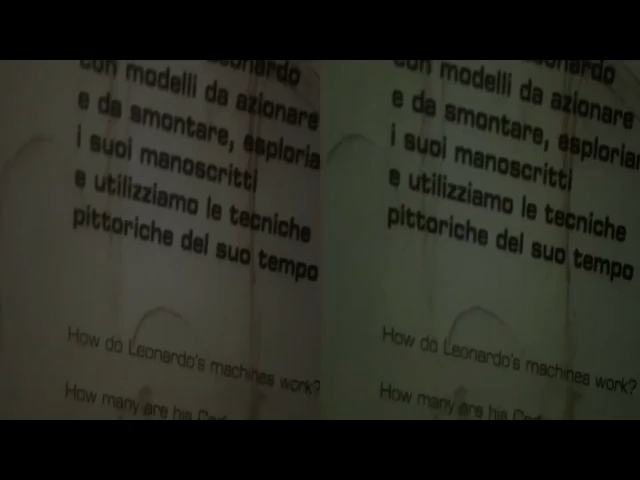 con modelli da azionare
e da smontare,
i suoi manoscritti
e utilizziamo le tecniche
pittoriche del suo tempo
How do Leonardo's machines work?
How many are his
con modelli da azionare
e da smontare,
i suoi manoscritti
e utilizziamo le tecniche
pittoriche del suo tempo
How do Leonardo's machines work?
How many are his